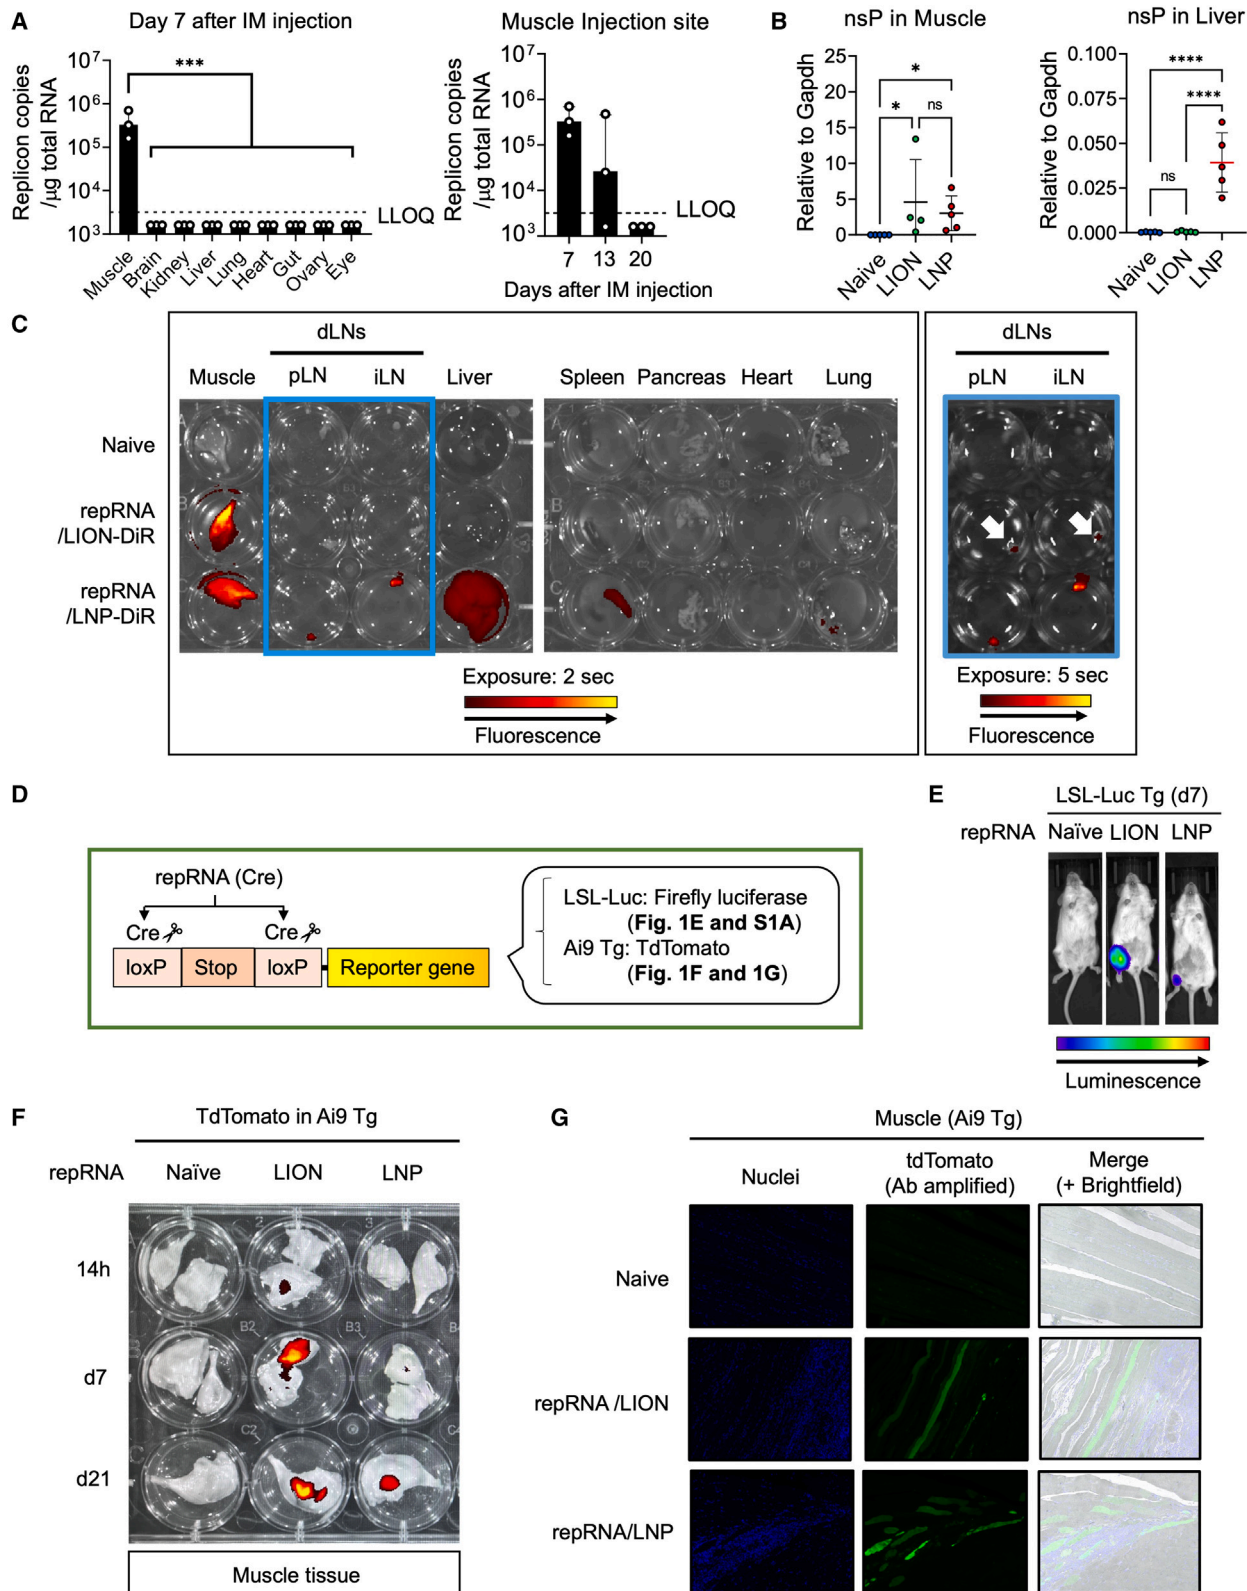 A
Day 7 after IM injection
Replicon copies
/µg total RNA
10⁷
10⁶
10⁵
10⁴
10³
***
LLOQ
Muscle
Brain
Kidney
Liver
Lung
Heart
Gut
Ovary
Eye
Muscle Injection site
Replicon copies
/µg total RNA
10⁷
10⁶
10⁵
10⁴
10³
LLOQ
7 13 20
Days after IM injection
B
nsP in Muscle
Relative to Gapdh
25
20
15
10
5
0
*
* ns
Naive
LION
LNP
nsP in Liver
Relative to Gapdh
0.100
0.075
0.050
0.025
0.000
****
****
ns
Naive
LION
LNP
C
dLNs
Muscle pLN iLN Liver
Spleen Pancreas Heart Lung
dLNs
pLN iLN
Naive
repRNA
/LION-DiR
repRNA
/LNP-DiR
Exposure: 2 sec
Fluorescence
Exposure: 5 sec
Fluorescence
D
repRNA (Cre)
Cre Cre
loxP Stop loxP Reporter gene
LSL-Luc: Firefly luciferase
(Fig. 1E and S1A)
Ai9 Tg: TdTomato
(Fig. 1F and 1G)
E
LSL-Luc Tg (d7)
repRNA Naïve LION LNP
Luminescence
F
TdTomato in Ai9 Tg
repRNA Naïve LION LNP
14h
d7
B2 B3
d21
C2
Muscle tissue
G
Muscle (Ai9 Tg)
Nuclei
tdTomato
(Ab amplified)
Merge
(+ Brightfield)
Naive
repRNA /LION
repRNA/LNP